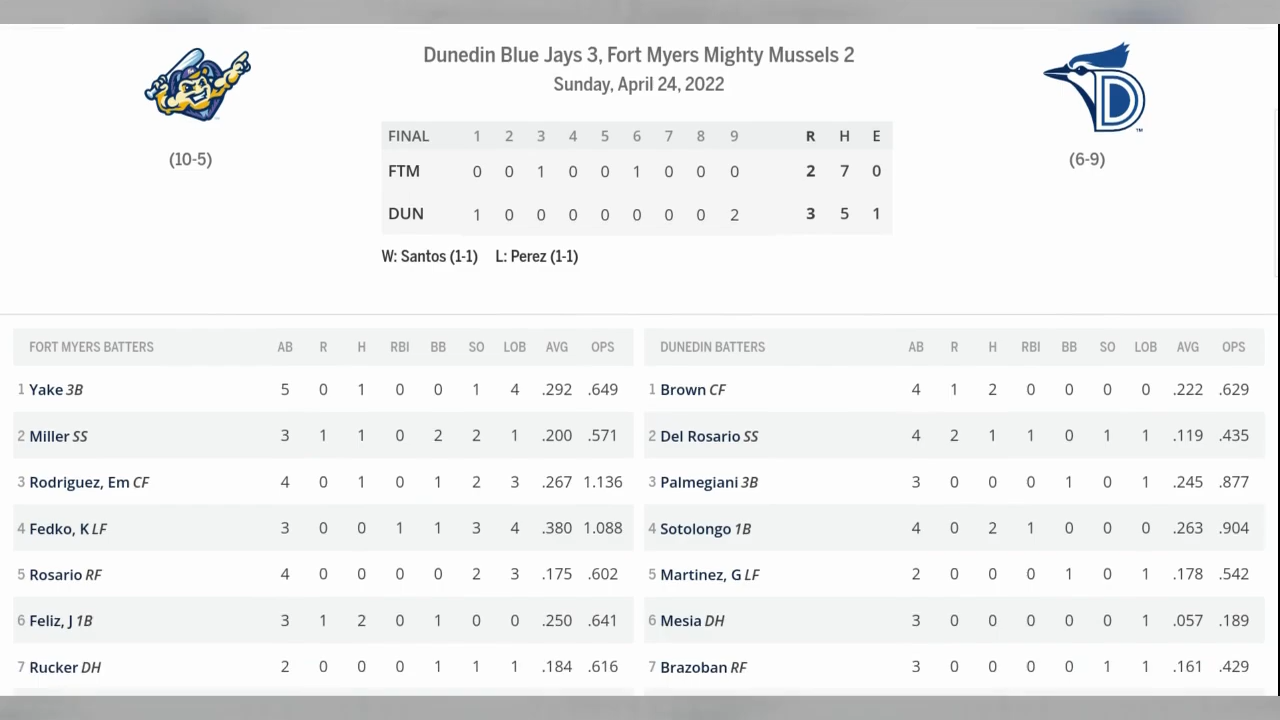 Dunedin Blue Jays 3, Fort Myers Mighty Mussels 2
Sunday, April 24, 2022
(10-5)
(6-9)
FINAL 1 2 3 4 5 6 7 8 9 R H E
FTM 0 0 1 0 0 1 0 0 0 2 7 0
DUN 1 0 0 0 0 0 0 0 2 3 5 1
W: Santos (1-1) L: Perez (1-1)
FORT MYERS BATTERS AB R H RBI BB SO LOB AVG OPS
1 Yake 3B 5 0 1 0 0 1 4 .292 .649
2 Miller SS 3 1 1 0 2 2 1 .200 .571
3 Rodriguez, Em CF 4 0 1 0 1 2 3 .267 1.136
4 Fedko, K LF 3 0 0 1 1 3 4 .380 1.088
5 Rosario RF 4 0 0 0 0 2 3 .175 .602
6 Feliz, J 1B 3 1 2 0 1 0 0 .250 .641
7 Rucker DH 2 0 0 0 1 1 1 .184 .616
DUNEDIN BATTERS AB R H RBI BB SO LOB AVG OPS
1 Brown CF 4 1 2 0 0 0 0 .222 .629
2 Del Rosario SS 4 2 1 1 0 1 1 .119 .435
3 Palmegiani 3B 3 0 0 0 1 0 1 .245 .877
4 Sotolongo 1B 4 0 2 1 0 0 0 .263 .904
5 Martinez, G LF 2 0 0 0 1 0 1 .178 .542
6 Mesia DH 3 0 0 0 0 0 1 .057 .189
7 Brazoban RF 3 0 0 0 0 1 1 .161 .429
D
TM